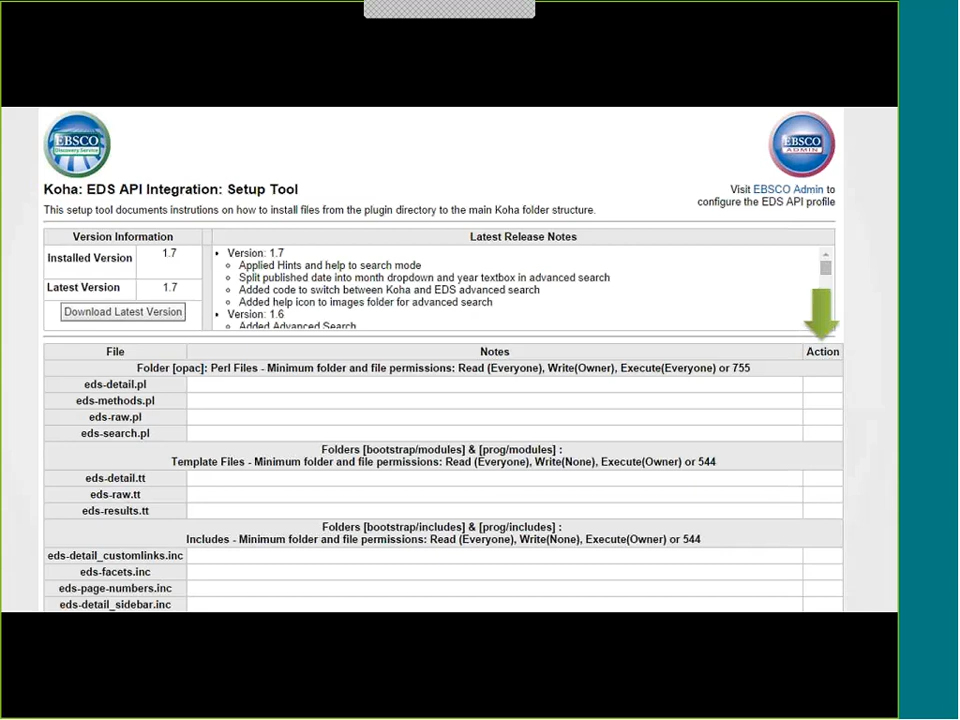 EBSCO
Discovery Service
EBSCO
ADMIN
Koha: EDS API Integration: Setup Tool
Visit EBSCO Admin to
configure the EDS API profile
This setup tool documents instrutions on how to install files from the plugin directory to the main Koha folder structure.
Version Information
Latest Release Notes
Installed Version 1.7
Latest Version 1.7
Download Latest Version
• Version: 1.7
o Applied Hints and help to search mode
o Split published date into month dropdown and year textbox in advanced search
o Added code to switch between Koha and EDS advanced search
o Added help icon to images folder for advanced search
• Version: 1.6
o Added Advanced Search
File Notes Action
Folder [opac]: Perl Files - Minimum folder and file permissions: Read (Everyone), Write(Owner), Execute(Everyone) or 755
eds-detail.pl
eds-methods.pl
eds-raw.pl
eds-search.pl
Folders [bootstrap/modules] & [prog/modules] :
Template Files - Minimum folder and file permissions: Read (Everyone), Write(None), Execute(Owner) or 544
eds-detail.tt
eds-raw.tt
eds-results.tt
Folders [bootstrap/includes] & [prog/includes] :
Includes - Minimum folder and file permissions: Read (Everyone), Write(None), Execute(Owner) or 544
eds-detail_customlinks.inc
eds-facets.inc
eds-page-numbers.inc
eds-detail_sidebar.inc